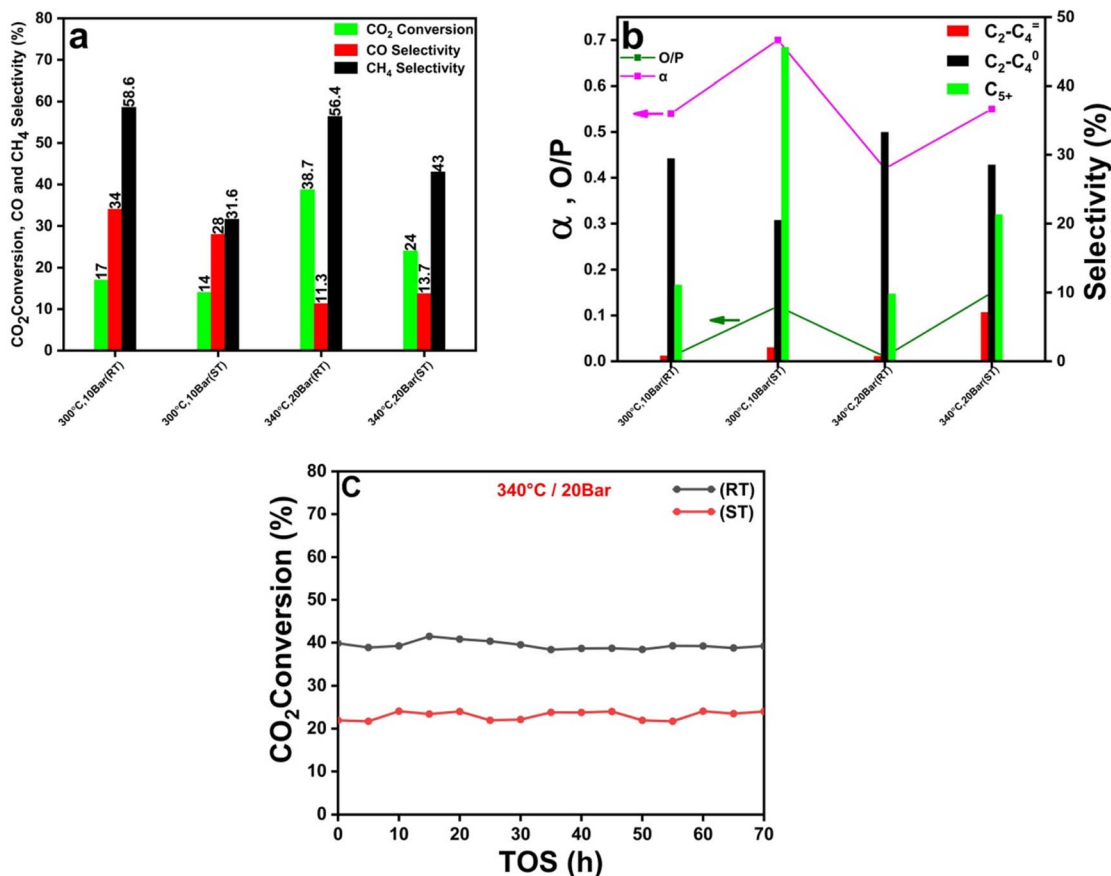 a
CO₂ Conversion
CO Selectivity
CH₄ Selectivity
CO₂Conversion, CO and CH₄ Selectivity (%)
80
70
60
50
40
30
20
10
0
17
34
58.6
14
28
31.6
38.7
11.3
56.4
24
13.7
43
300°C,10Bar(RT)
300°C,10Bar(ST)
340°C,20Bar(RT)
340°C,20Bar(ST)
b
O/P
α
C₂-C₄⁼
C₂-C₄⁰
C₅₊
α , O/P
0.7
0.6
0.5
0.4
0.3
0.2
0.1
0.0
Selectivity (%)
50
40
30
20
10
0
300°C,10Bar(RT)
300°C,10Bar(ST)
340°C,20Bar(RT)
340°C,20Bar(ST)
C
340°C / 20Bar
(RT)
(ST)
CO₂Conversion (%)
80
70
60
50
40
30
20
10
0
0 10 20 30 40 50 60 70
TOS (h)